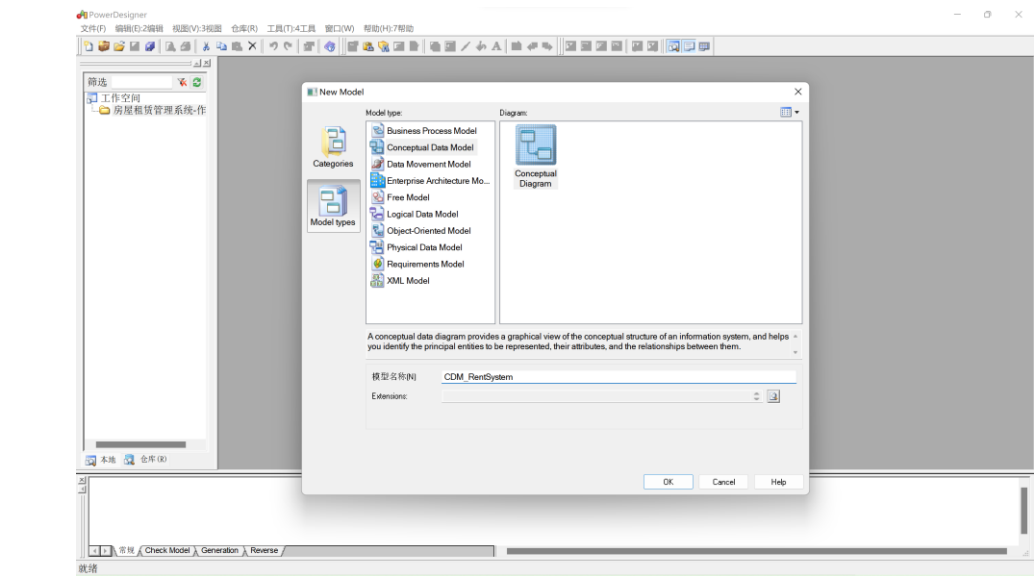 PowerDesigner
文件(F) 编辑(E):2编辑 视图(V):3视图 仓库(R) 工具(T):4工具 窗口(W) 帮助(H):7帮助
筛选
工作空间
房屋租赁管理系统-作
本地 仓库(R)
New Model
Model type:
Diagram:
Categories
Model types
Business Process Model
Conceptual Data Model
Data Movement Model
Enterprise Architecture Mo...
Free Model
Logical Data Model
Object-Oriented Model
Physical Data Model
Requirements Model
XML Model
Conceptual
Diagram
A conceptual data diagram provides a graphical view of the conceptual structure of an information system, and helps
you identify the principal entities to be represented, their attributes, and the relationships between them.
模型名称(N) CDM_RentSystem
Extensions:
OK Cancel Help
常规 Check Model Generation Reverse
就绪